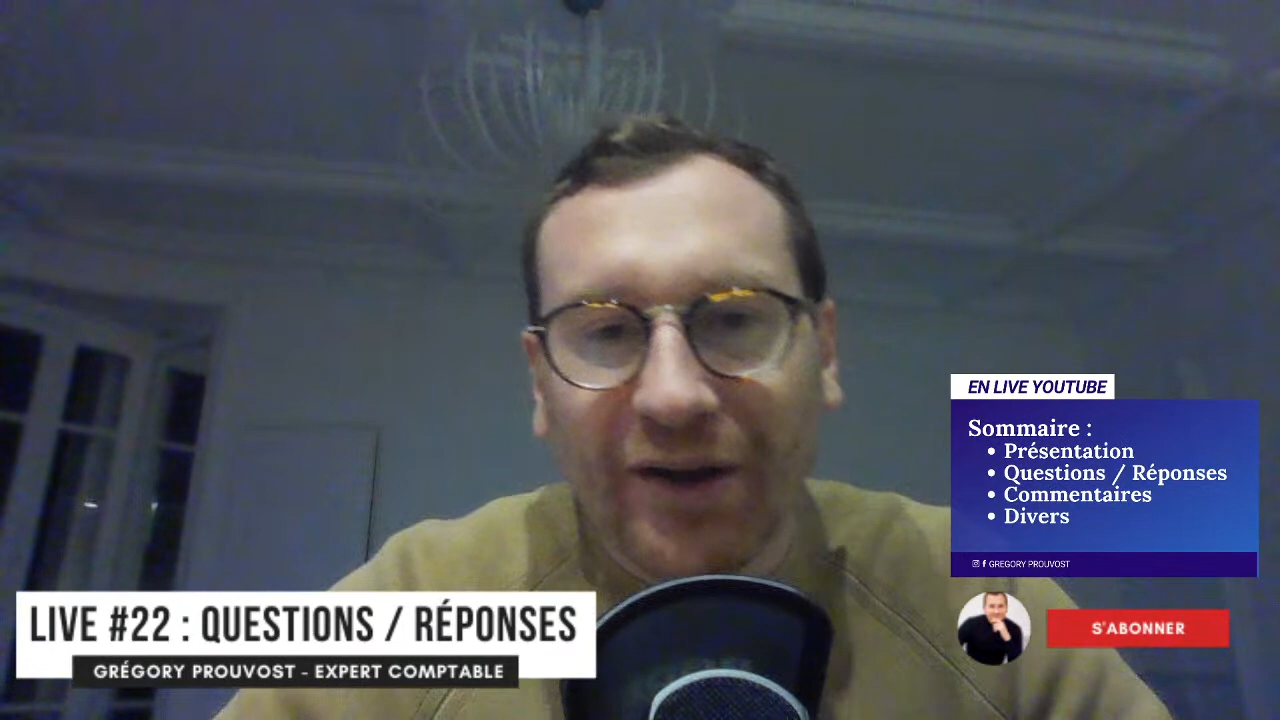 EN LIVE YOUTUBE
Sommaire :
• Présentation
• Questions / Réponses
• Commentaires
• Divers
GREGORY PROUVOST
LIVE #22 : QUESTIONS / RÉPONSES
GRÉGORY PROUVOST - EXPERT COMPTABLE
S'ABONNER